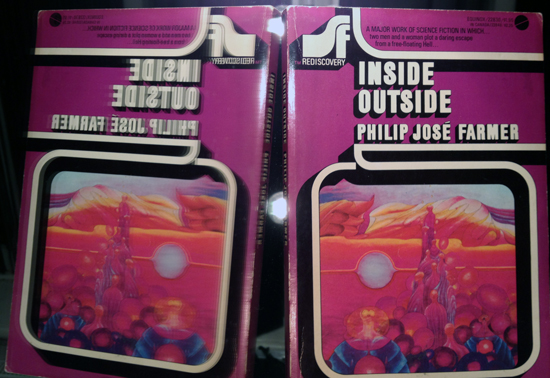 SF
REDISCOVERY
A MAJOR WORK OF SCIENCE FICTION IN WHICH...
two men and a woman plot a daring escape
from a free-floating Hell
INSIDE
OUTSIDE
PHILIP JOSÉ FARMER
INSIDE OUTSIDE PHILIP JOSÉ FARMER